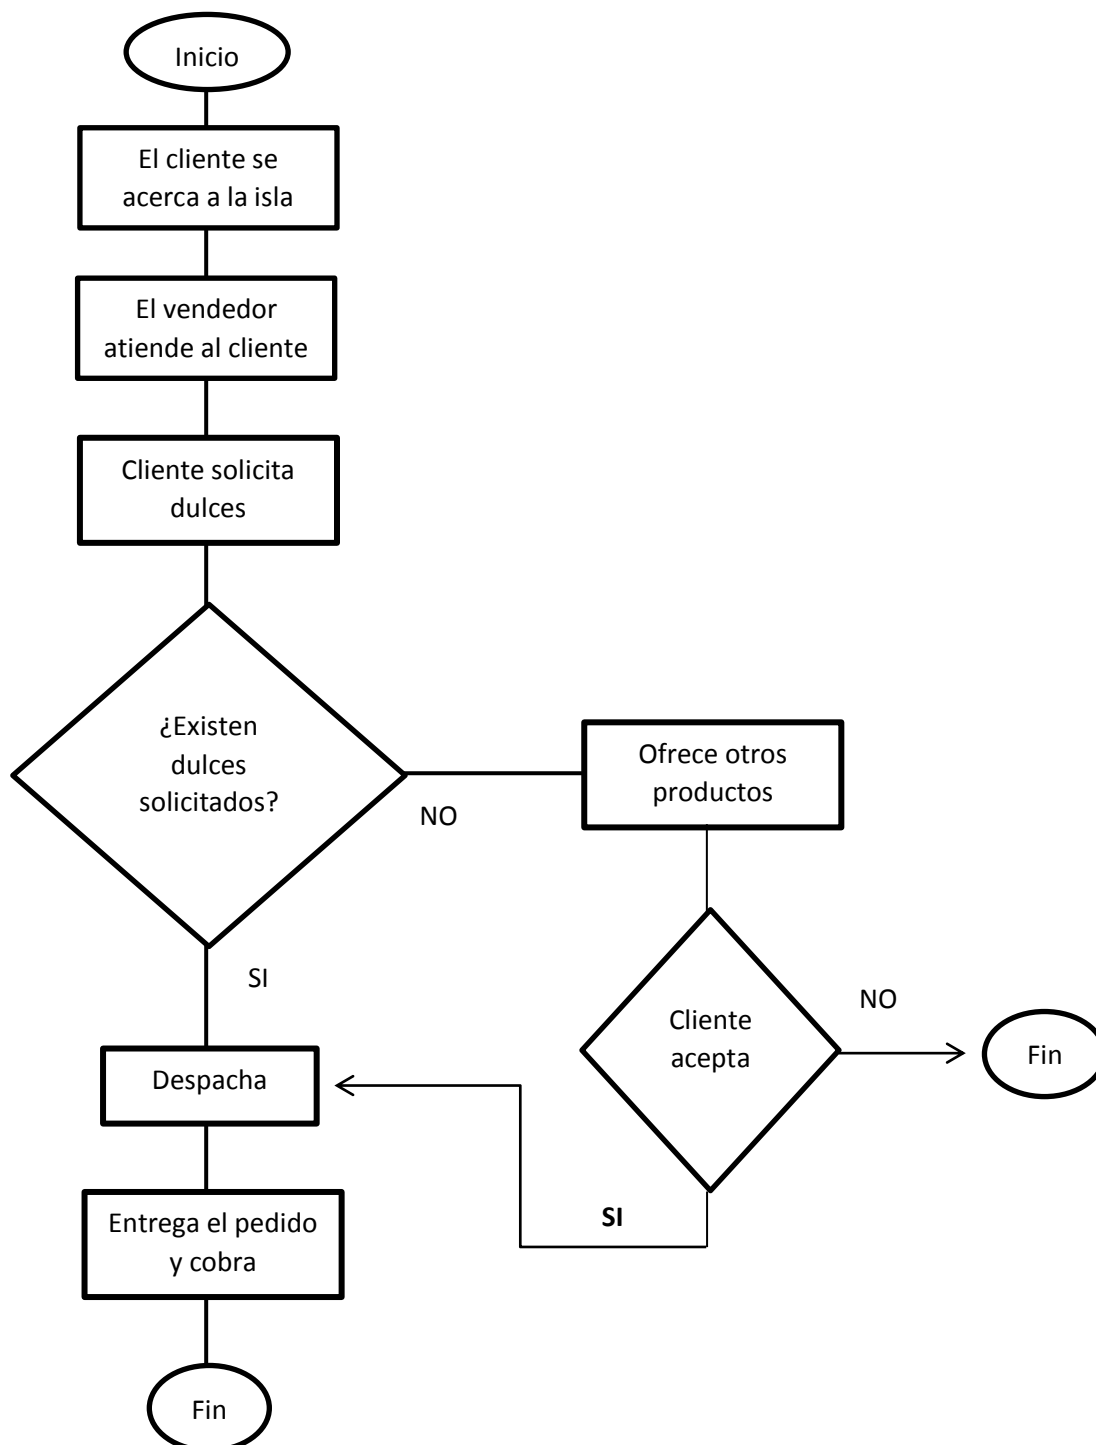 Inicio
El cliente se
acerca a la isla
El vendedor
atiende al cliente
Cliente solicita
dulces
¿Existen
dulces
solicitados?
NO
Ofrece otros
productos
SI
Cliente
acepta
NO
Fin
Despacha
SI
Entrega el pedido
y cobra
Fin